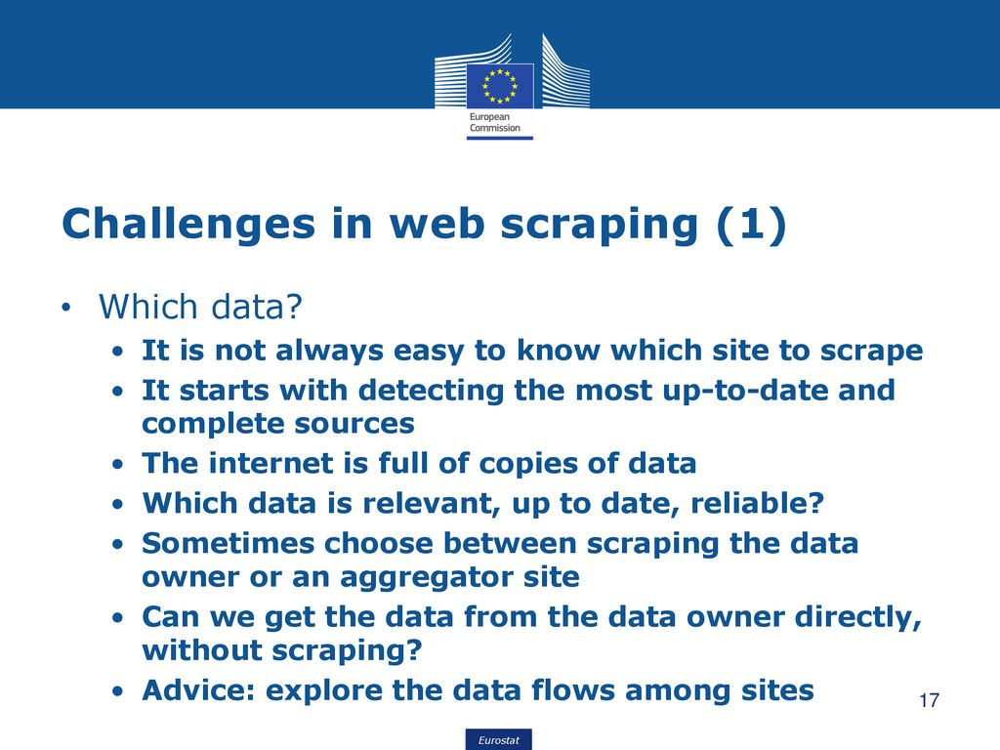 European
Commission
Challenges in web scraping (1)
• Which data?
• It is not always easy to know which site to scrape
• It starts with detecting the most up-to-date and
complete sources
• The internet is full of copies of data
• Which data is relevant, up to date, reliable?
• Sometimes choose between scraping the data
owner or an aggregator site
• Can we get the data from the data owner directly,
without scraping?
• Advice: explore the data flows among sites
17
Eurostat